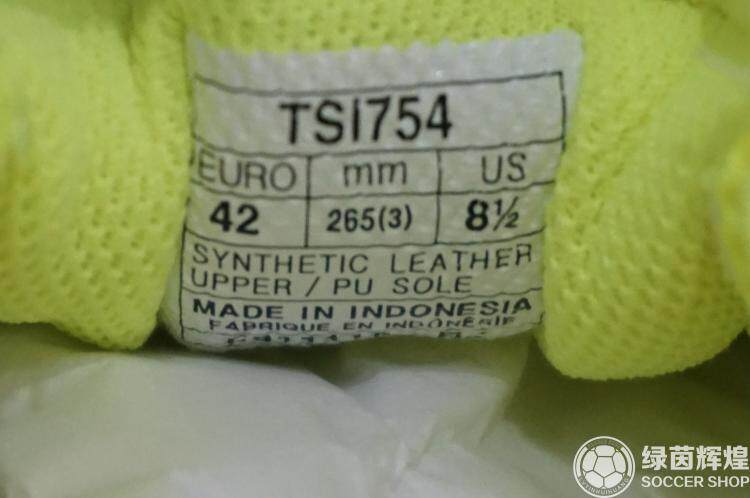 TSI754
EURO mm US
42 265(3) 8½
SYNTHETIC LEATHER
UPPER / PU SOLE
MADE IN INDONESIA
FABRIQUE EN INDONÉSIE
绿茵辉煌
SOCCER SHOP